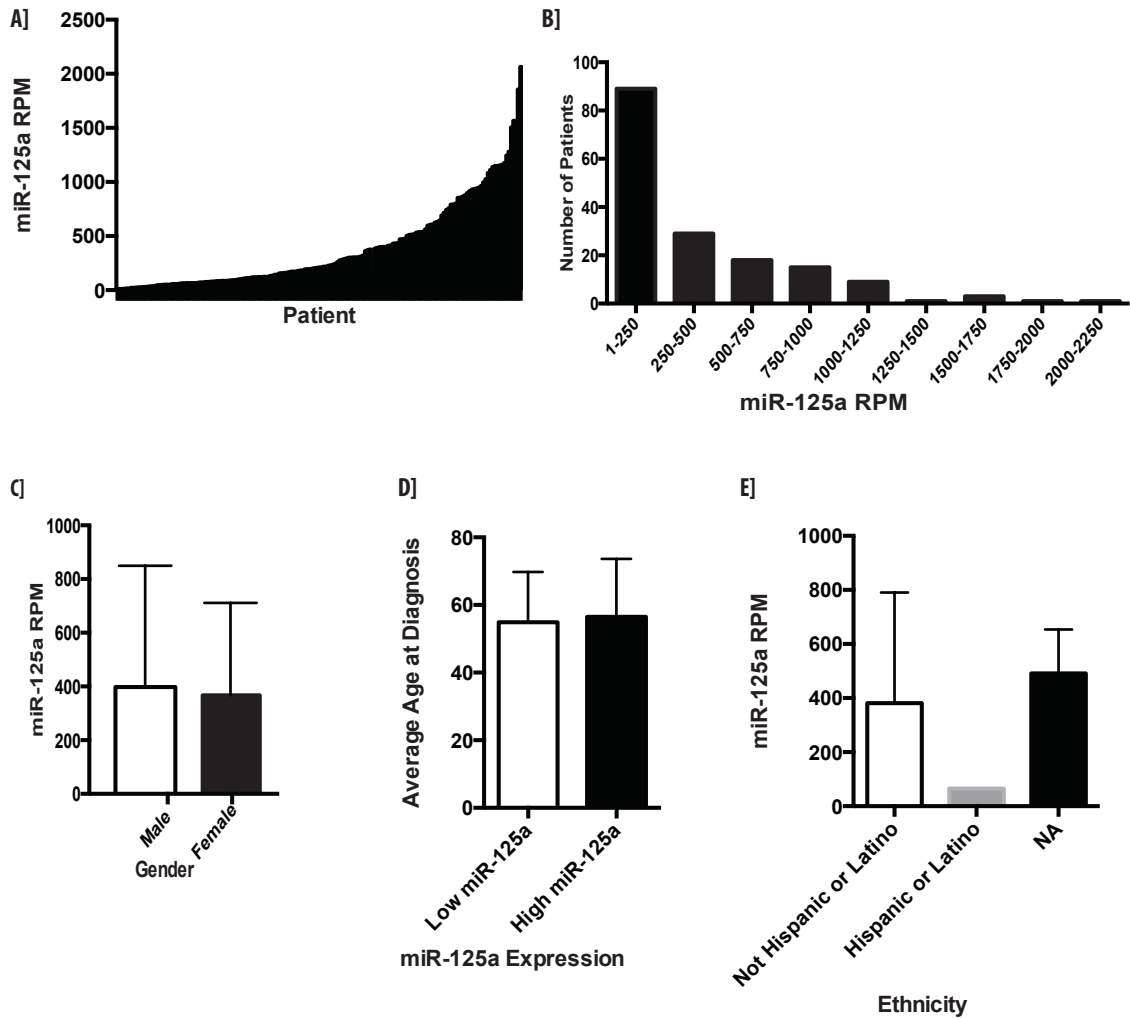 A]
miR-125a RPM
2500
2000
1500
1000
500
0
Patient
B]
Number of Patients
100
80
60
40
20
0
1-250
250-500
500-750
750-1000
1000-1250
1250-1500
1500-1750
1750-2000
2000-2250
miR-125a RPM
C]
miR-125a RPM
1000
800
600
400
200
0
Male
Female
Gender
D]
Average Age at Diagnosis
80
60
40
20
0
Low miR-125a
High miR-125a
miR-125a Expression
E]
miR-125a RPM
1000
800
600
400
200
0
Not Hispanic or Latino
Hispanic or Latino
NA
Ethnicity